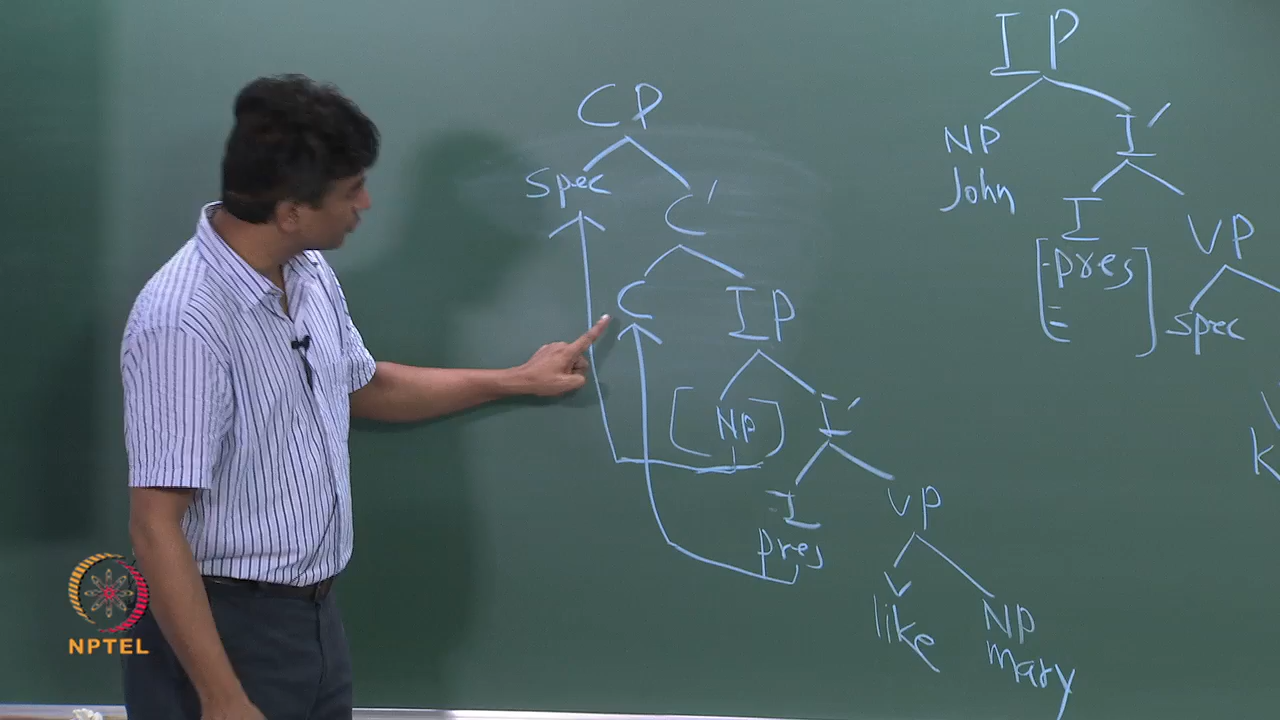 CP
Spec C′
C IP
[NP] I′
I VP
pres
V NP
like mary
IP
NP I′
John I VP
[-pres] spec
K
NPTEL